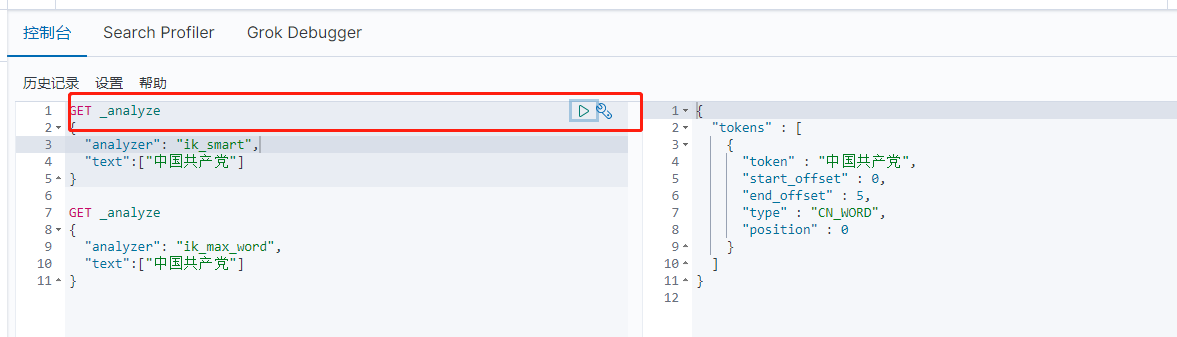 控制台 Search Profiler Grok Debugger
历史记录 设置 帮助
1 GET _analyze
2 {
3 "analyzer": "ik_smart",
4 "text":["中国共产党"]
5 }
6
7 GET _analyze
8 {
9 "analyzer": "ik_max_word",
10 "text":["中国共产党"]
11 }
1 {
2 "tokens" : [
3 {
4 "token" : "中国共产党",
5 "start_offset" : 0,
6 "end_offset" : 5,
7 "type" : "CN_WORD",
8 "position" : 0
9 }
10 ]
11 }
12